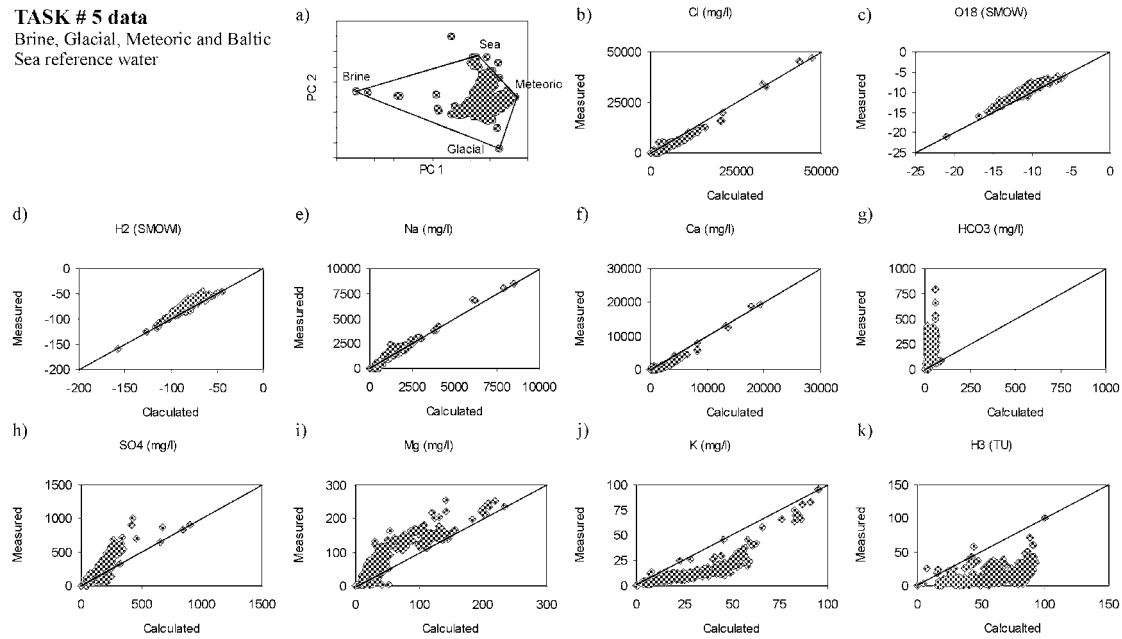 TASK # 5 data
Brine, Glacial, Meteoric and Baltic
Sea reference water
a)
Sea
Brine
Meteoric
Glacial
PC 2
PC 1
b)
Cl (mg/l)
50000
25000
0
0 25000 50000
Measured
Calculated
c)
O18 (SMOW)
0
-5
-10
-15
-20
-25
-25 -20 -15 -10 -5 0
Measured
Calculated
d)
H2 (SMOWI)
0
-50
-100
-150
-200
-200 -150 -100 -50 0
Measured
Claculated
e)
Na (mg/l)
10000
7500
5000
2500
0
0 2500 5000 7500 10000
Measuredd
Calculated
f)
Ca (mg/l)
30000
20000
10000
0
0 10000 20000 30000
Measured
Calculated
g)
HCO3 (mg/l)
1000
750
500
250
0
0 250 500 750 1000
Measured
Calculated
h)
SO4 (mg/l)
1500
1000
500
0
0 500 1000 1500
Measured
Calculated
i)
Mg (mg/l)
300
200
100
0
0 100 200 300
Measured
Calculated
j)
K (mg/l)
100
75
50
25
0
0 25 50 75 100
Measured
Calculated
k)
H3 (TU)
150
100
50
0
0 50 100 150
Measured
Calculated